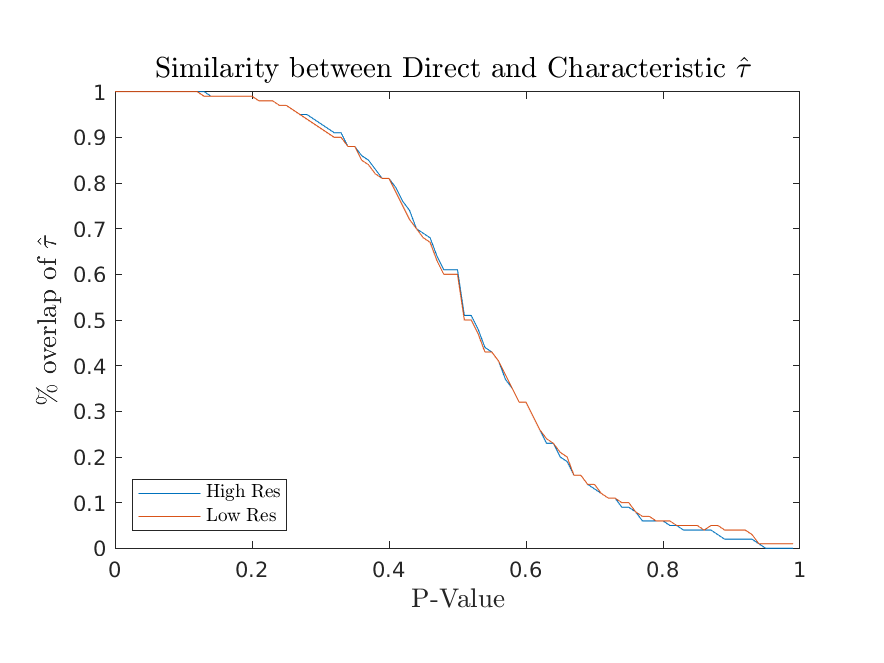 Similarity between Direct and Characteristic τ̂
1
0.9
0.8
0.7
0.6
0.5
0.4
0.3
0.2
0.1
0
% overlap of τ̂
High Res
Low Res
0 0.2 0.4 0.6 0.8 1
P-Value